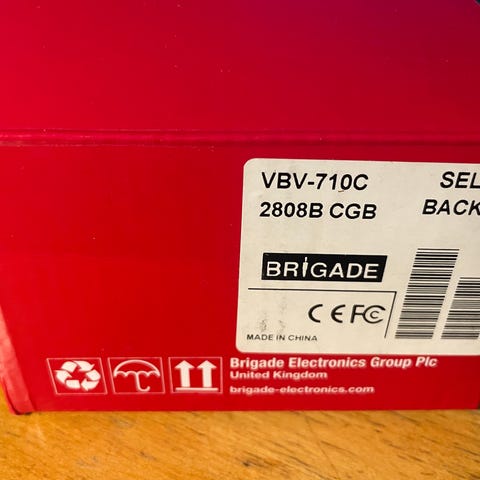 VBV-710C SEL
2808B CGB BACK
BRIGADE
CE FC
MADE IN CHINA
Brigade Electronics Group Plc
United Kingdom
brigade-electronics.com